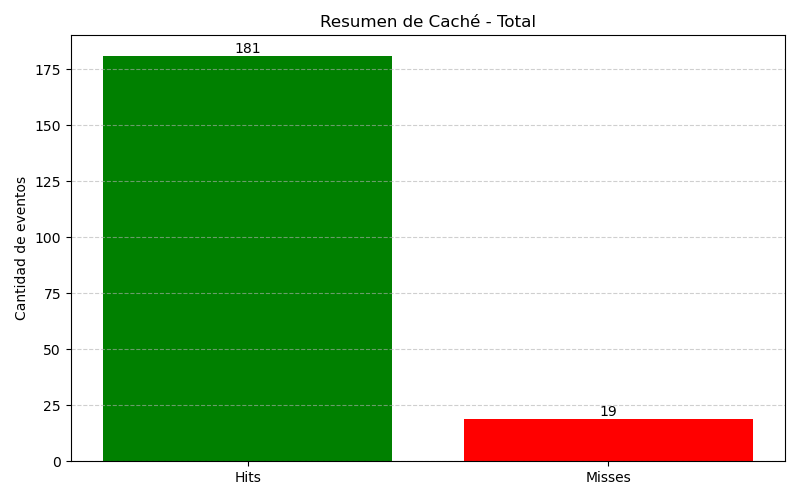 Resumen de Caché - Total
Cantidad de eventos
175
150
125
100
75
50
25
0
181
19
Hits
Misses